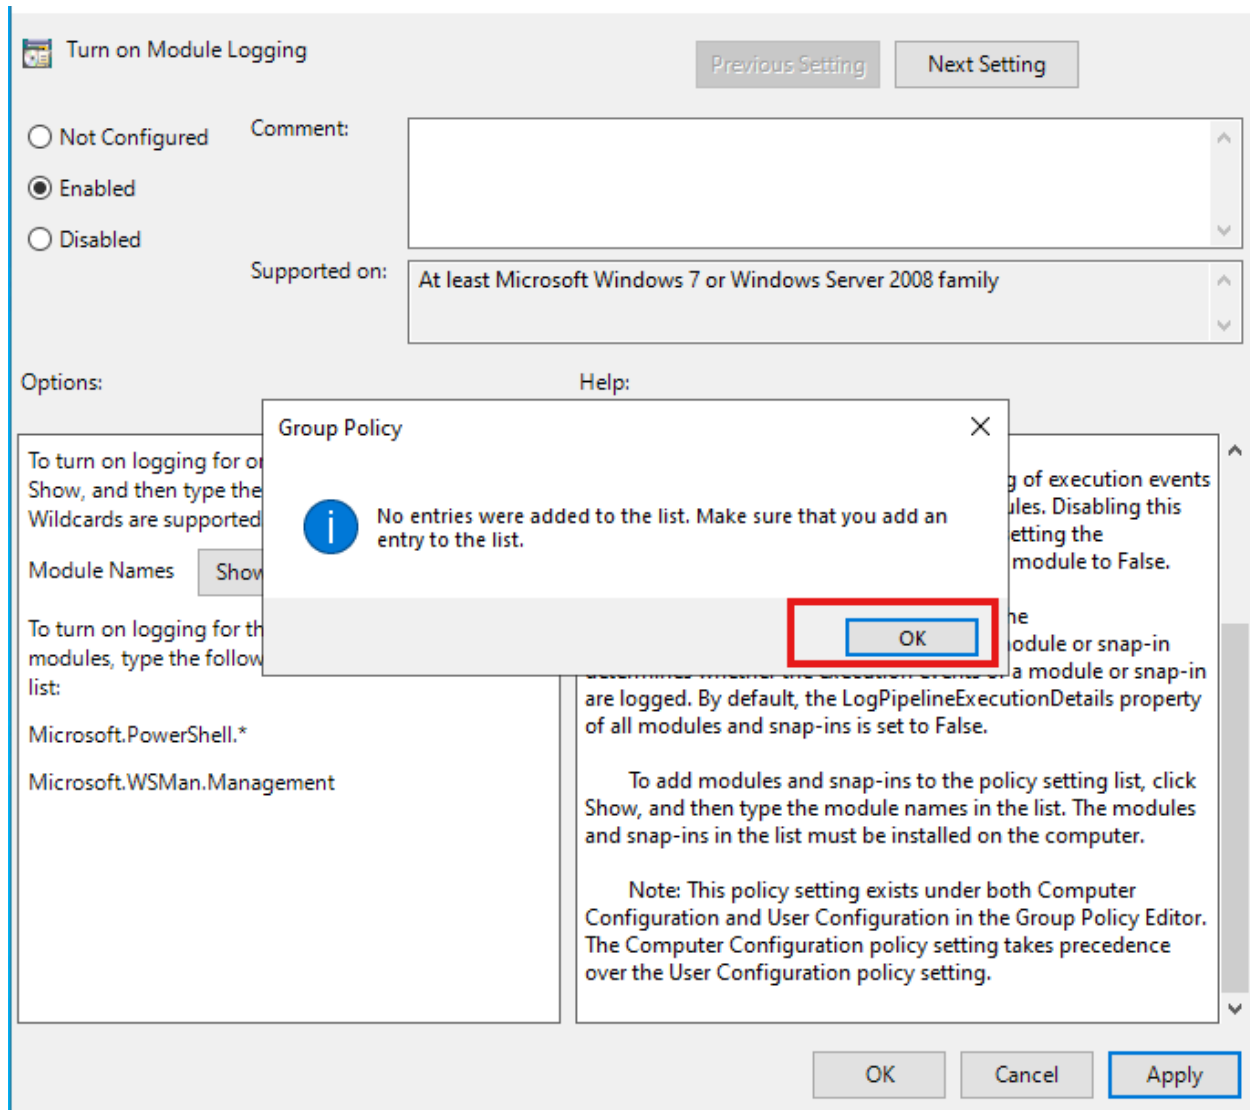 Turn on Module Logging
Previous Setting
Next Setting
Not Configured
Comment:
Enabled
Disabled
Supported on:
At least Microsoft Windows 7 or Windows Server 2008 family
Options:
Help:
To turn on logging for
Show, and then type the
Wildcards are supported
Module Names
Show
To turn on logging for
modules, type the
list:
Microsoft.PowerShell.*
Microsoft.WSMan.Management
Group Policy
No entries were added to the list. Make sure that you add an
entry to the list.
OK
of execution events
Disabling this
the
module to False.
module or snap-in
determines whether the execution events of a module or snap-in
are logged. By default, the LogPipelineExecutionDetails property
of all modules and snap-ins is set to False.
To add modules and snap-ins to the policy setting list, click
Show, and then type the module names in the list. The modules
and snap-ins in the list must be installed on the computer.
Note: This policy setting exists under both Computer
Configuration and User Configuration in the Group Policy Editor.
The Computer Configuration policy setting takes precedence
over the User Configuration policy setting.
OK
Cancel
Apply